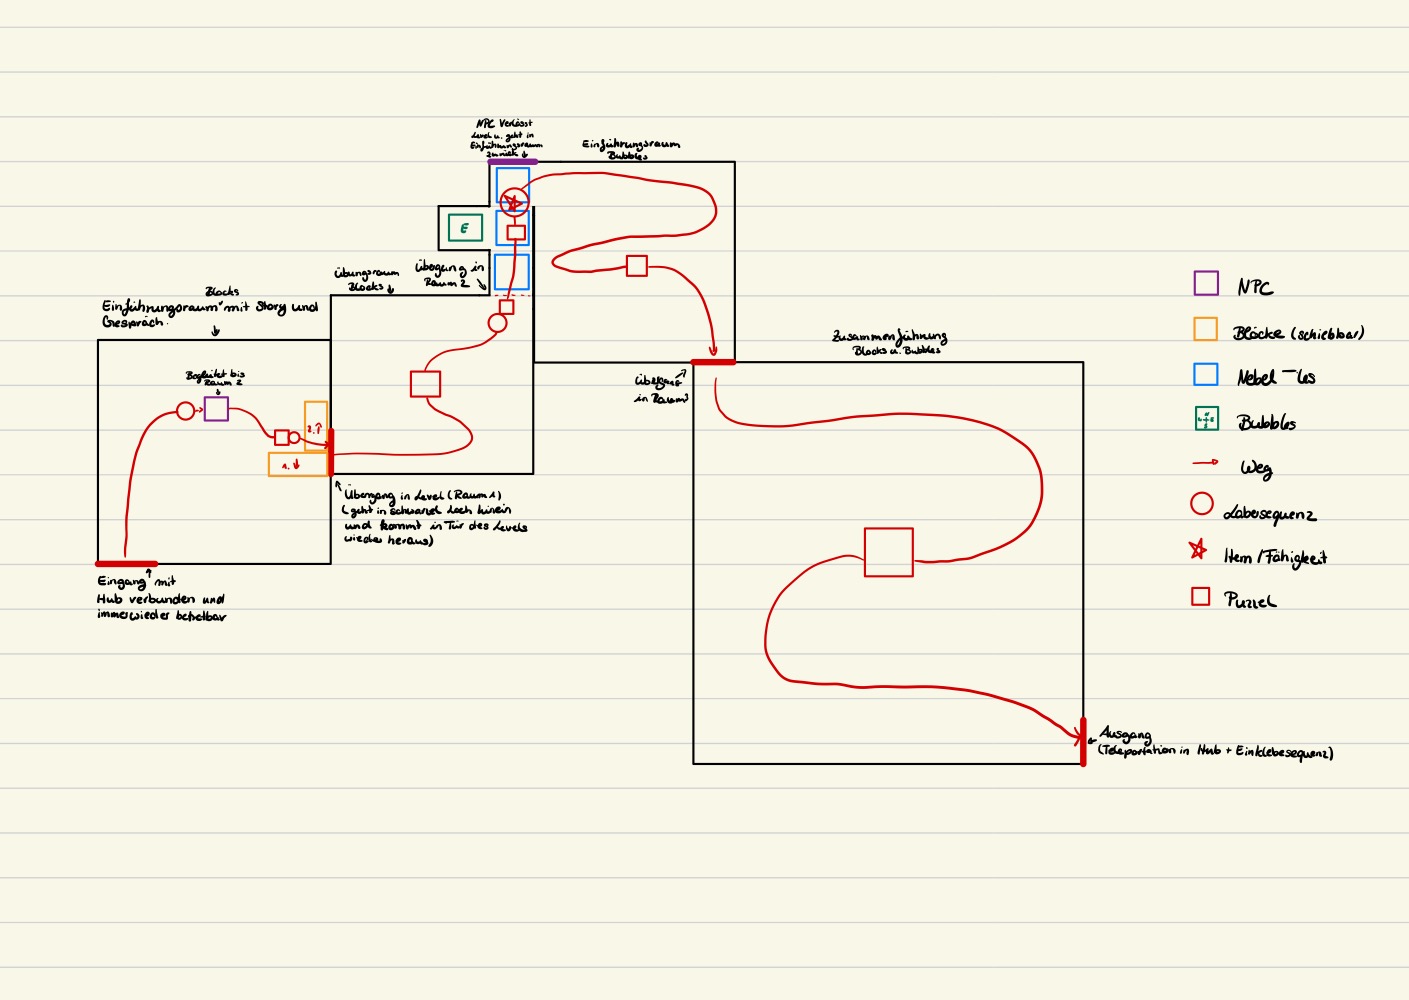 NPC Verlässt
Level u. geht in
Einführungsraum
zurück ↓
Einführungsraum
Bubbles
E
Übungsraum
Blocks ↓
Übergang in
Raum 2
Blocks
Einführungsraum mit Story und
Gespräch.
Begleitet bis
Raum 2
2. ↑
1. ↓
Übergang in Level (Raum 1)
(geht in schwarzes Loch hinein
und kommt in Tür des Levels
wieder heraus)
Eingang mit
Hub verbunden und
immer wieder betretbar
Zusammenführung
Blocks u. Bubbles
Übergang
in Raum 3
Ausgang
(Teleportation in Hub +
NPC
Blöcke (schiebbar)
Nebel
Bubbles
Weg
Labersequenz
Item/Fähigkeit
Puzzel